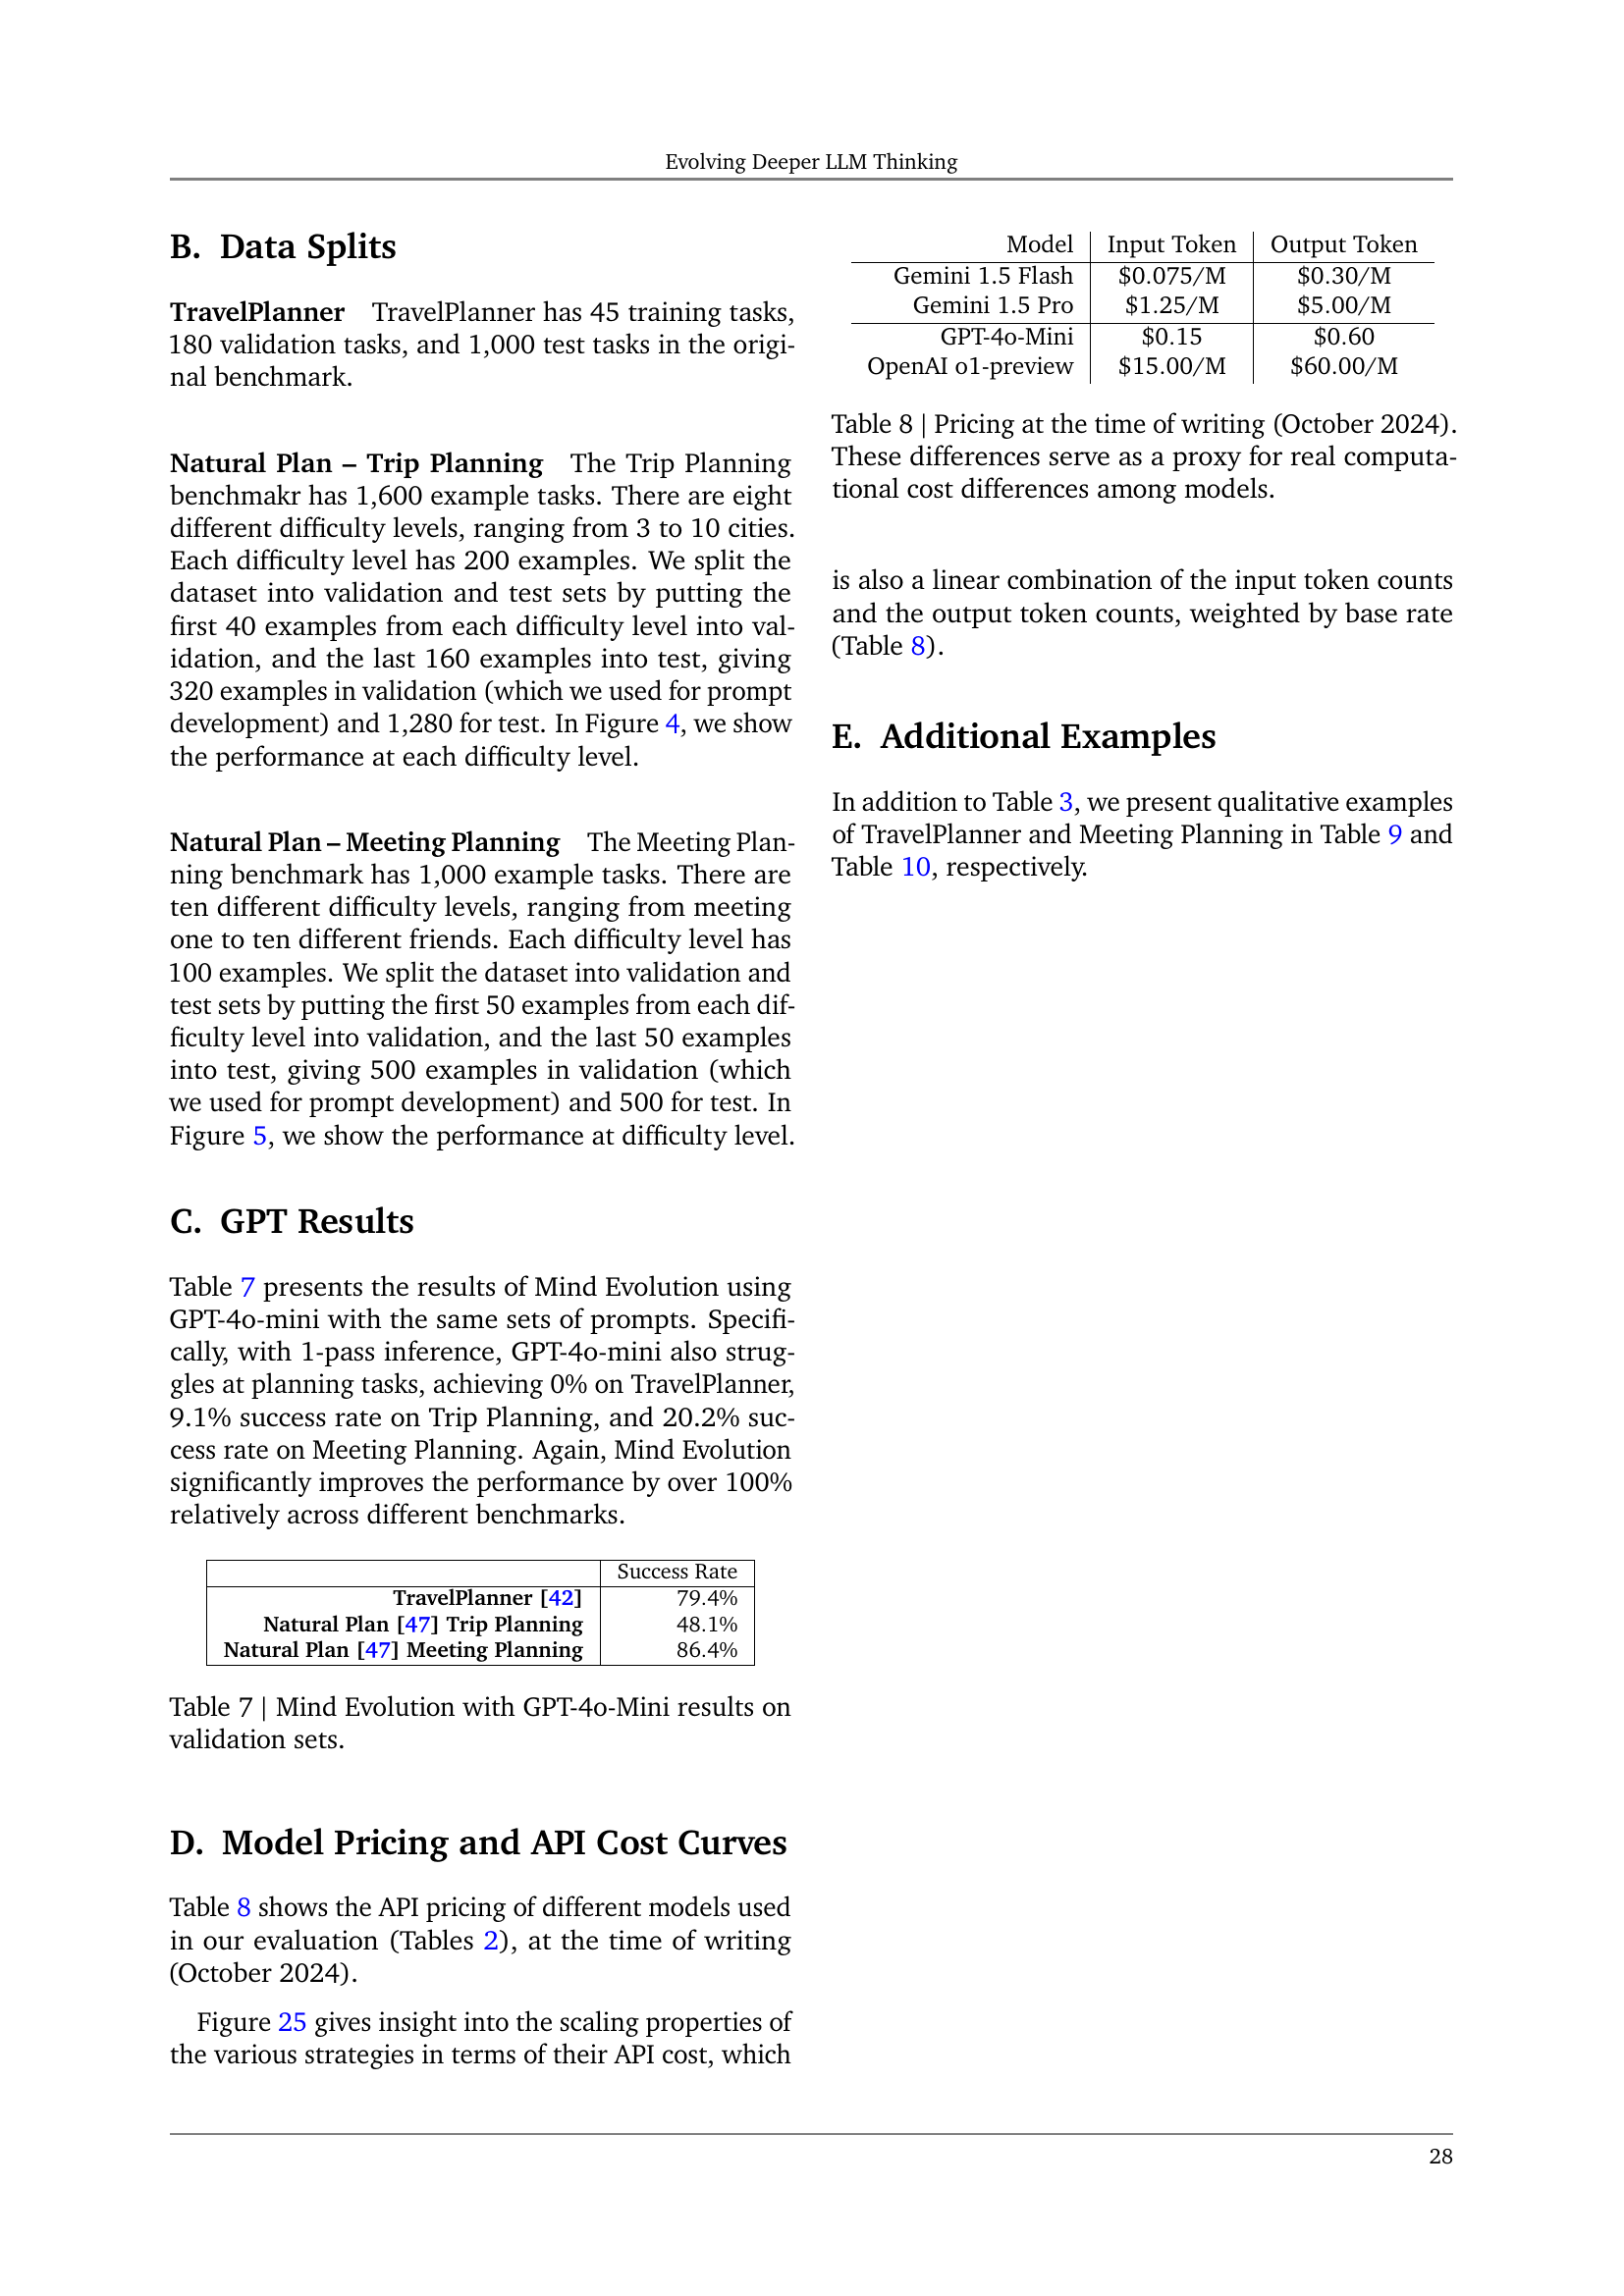 Evolving Deeper LLM Thinking
B. Data Splits
TravelPlanner TravelPlanner has 45 training tasks,
180 validation tasks, and 1,000 test tasks in the origi-
nal benchmark.
Natural Plan – Trip Planning The Trip Planning
benchmakr has 1,600 example tasks. There are eight
different difficulty levels, ranging from 3 to 10 cities.
Each difficulty level has 200 examples. We split the
dataset into validation and test sets by putting the
first 40 examples from each difficulty level into val-
idation, and the last 160 examples into test, giving
320 examples in validation (which we used for prompt
development) and 1,280 for test. In Figure 4, we show
the performance at each difficulty level.
Natural Plan – Meeting Planning The Meeting Plan-
ning benchmark has 1,000 example tasks. There are
ten different difficulty levels, ranging from meeting
one to ten different friends. Each difficulty level has
100 examples. We split the dataset into validation and
test sets by putting the first 50 examples from each dif-
ficulty level into validation, and the last 50 examples
into test, giving 500 examples in validation (which
we used for prompt development) and 500 for test. In
Figure 5, we show the performance at difficulty level.
C. GPT Results
Table 7 presents the results of Mind Evolution using
GPT-4o-mini with the same sets of prompts. Specifi-
cally, with 1-pass inference, GPT-4o-mini also strug-
gles at planning tasks, achieving 0% on TravelPlanner,
9.1% success rate on Trip Planning, and 20.2% suc-
cess rate on Meeting Planning. Again, Mind Evolution
significantly improves the performance by over 100%
relatively across different benchmarks.
Success Rate
TravelPlanner [42] 79.4%
Natural Plan [47] Trip Planning 48.1%
Natural Plan [47] Meeting Planning 86.4%
Table 7 | Mind Evolution with GPT-4o-Mini results on
validation sets.
D. Model Pricing and API Cost Curves
Table 8 shows the API pricing of different models used
in our evaluation (Tables 2), at the time of writing
(October 2024).
Figure 25 gives insight into the scaling properties of
the various strategies in terms of their API cost, which
Model Input Token Output Token
Gemini 1.5 Flash $0.075/M $0.30/M
Gemini 1.5 Pro $1.25/M $5.00/M
GPT-4o-Mini $0.15 $0.60
OpenAI o1-preview $15.00/M $60.00/M
Table 8 | Pricing at the time of writing (October 2024).
These differences serve as a proxy for real computa-
tional cost differences among models.
is also a linear combination of the input token counts
and the output token counts, weighted by base rate
(Table 8).
E. Additional Examples
In addition to Table 3, we present qualitative examples
of TravelPlanner and Meeting Planning in Table 9 and
Table 10, respectively.
28